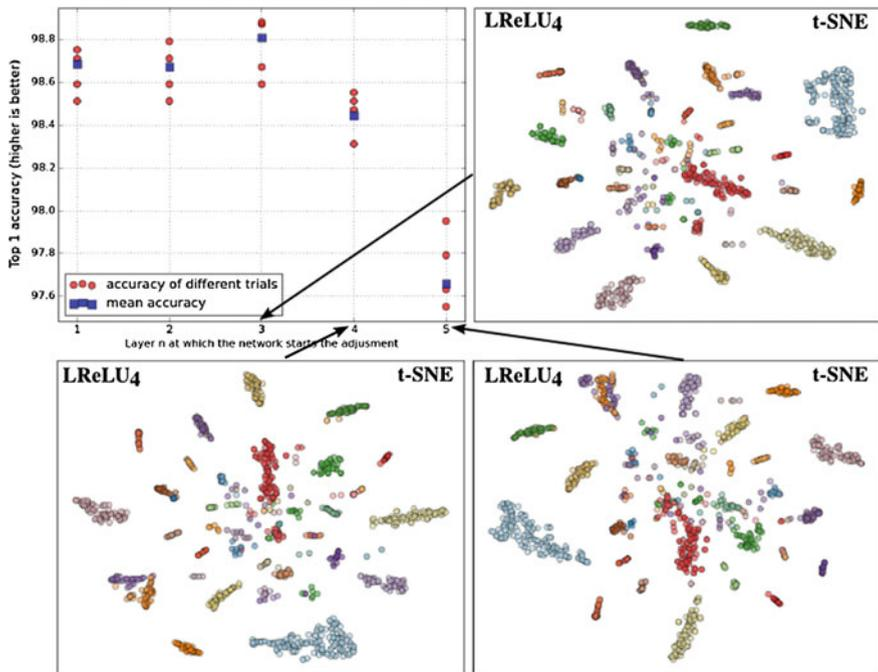 98.8
98.6
98.4
98.2
98.0
97.8
97.6
Top 1 accuracy (higher is better)
accuracy of different trials
mean accuracy
1 2 3 4 5
Layer n at which the network starts the adjusment
LReLU4 t-SNE
LReLU4 t-SNE
LReLU4 t-SNE